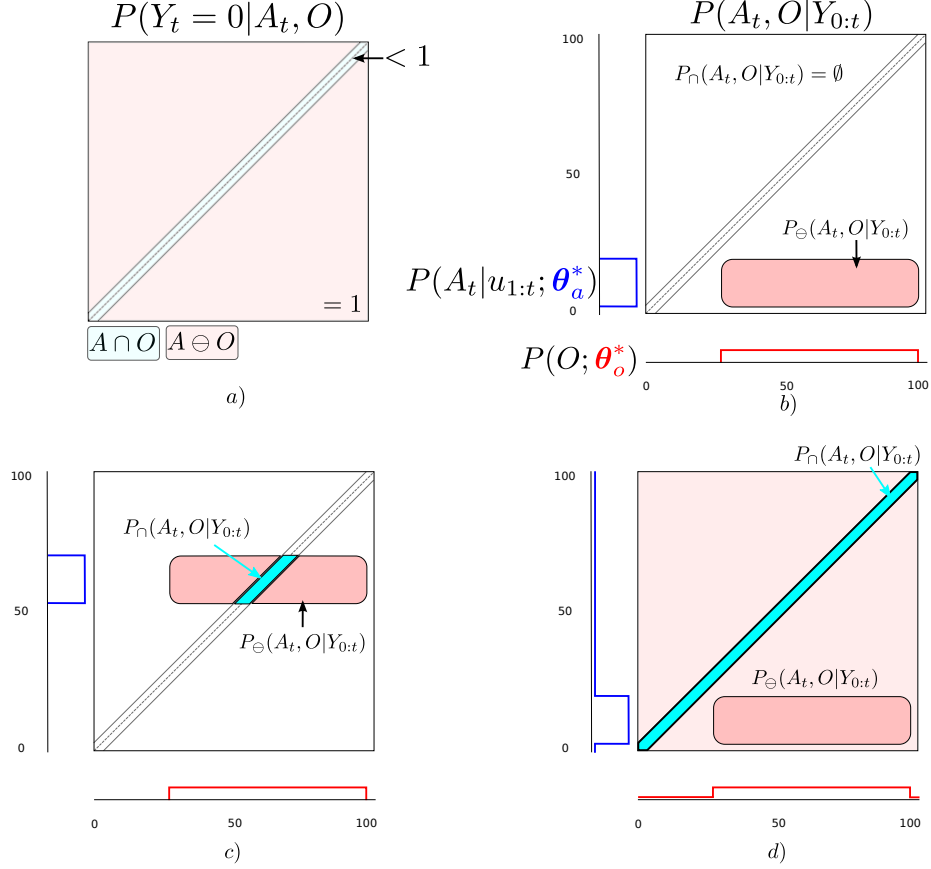 P(Y_t = 0|A_t, O)
< 1
= 1
A ∩ O
A ⊖ O
a)
P(A_t, O|Y_{0:t})
100
P_∩(A_t, O|Y_{0:t}) = ∅
50
P_⊖(A_t, O|Y_{0:t})
P(A_t|u_{1:t}; θ_a^*)
0
P(O; θ_o^*)
0
50
100
b)
100
P_∩(A_t, O|Y_{0:t})
50
P_⊖(A_t, O|Y_{0:t})
0
0
50
100
c)
P_∩(A_t, O|Y_{0:t})
100
50
P_⊖(A_t, O|Y_{0:t})
0
0
50
100
d)